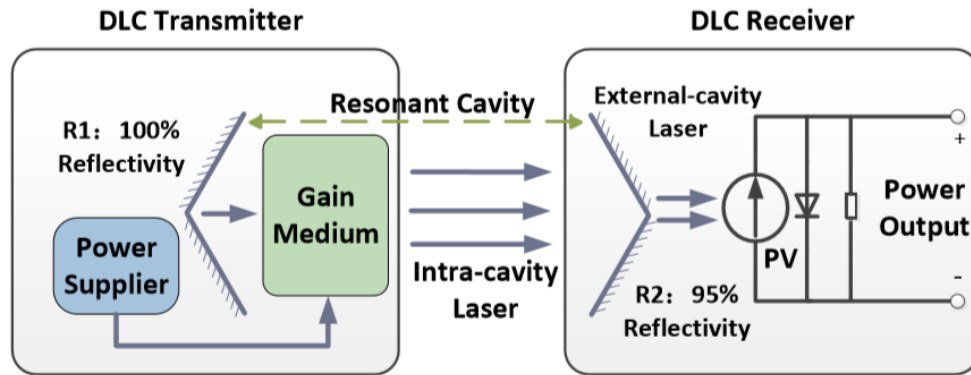 DLC Transmitter
DLC Receiver
Resonant Cavity
R1: 100%
Reflectivity
External-cavity
Laser
Gain
Medium
Power
Supplier
Intra-cavity
Laser
PV
+
Power
Output
-
R2: 95%
Reflectivity